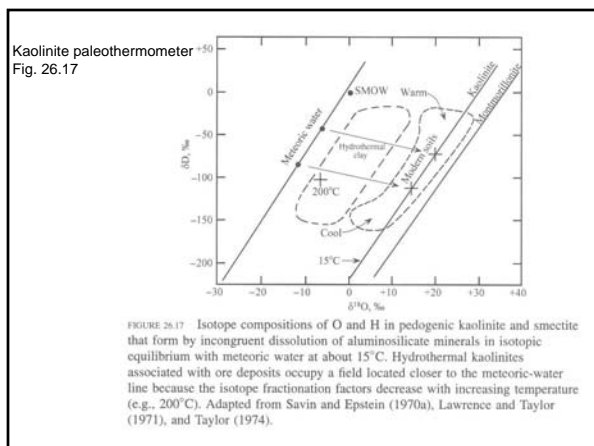 Kaolinite paleothermometer
Fig. 26.17
+50
0
−50
−100
−150
−200
δD, ‰
SMOW
Warm
Kaolinite
Montmorillonite
Meteoric water
Hydrothermal
clay
Modern soils
200°C
Cool
15°C
−30
−20
−10
0
+10
+20
+30
+40
δ¹⁸O, ‰
FIGURE 26.17 Isotope compositions of O and H in pedogenic kaolinite and smectite
that form by incongruent dissolution of aluminosilicate minerals in isotopic
equilibrium with meteoric water at about 15°C. Hydrothermal kaolinites
associated with ore deposits occupy a field located closer to the meteoric-water
line because the isotope fractionation factors decrease with increasing temperature
(e.g., 200°C). Adapted from Savin and Epstein (1970a), Lawrence and Taylor
(1971), and Taylor (1974).